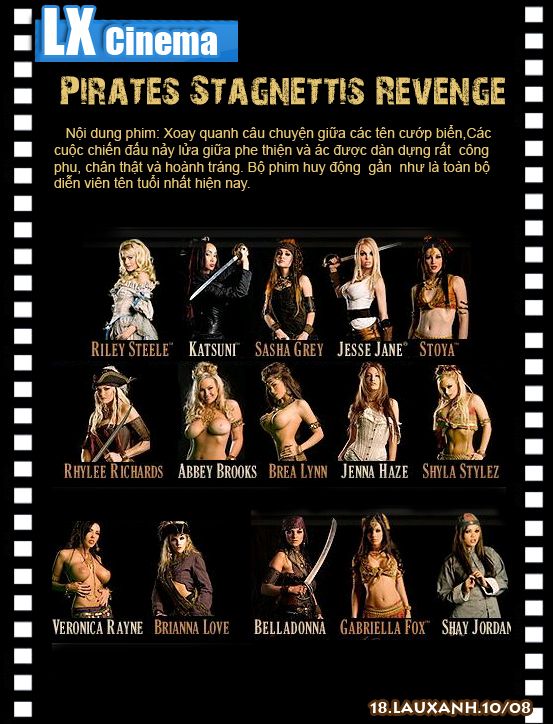 LX Cinema
PIRATES STAGNETTIS REVENGE
Nội dung phim: Xoay quanh câu chuyện giữa các tên cướp biển,Các
cuộc chiến đấu nảy lửa giữa phe thiện và ác được dàn dựng rất công
phu, chân thật và hoành tráng. Bộ phim huy động gần như là toàn bộ
diễn viên tên tuổi nhất hiện nay.
RILEY STEELE™ KATSUNI™ SASHA GREY JESSE JANE® STOYA™
RHYLEE RICHARDS ABBEY BROOKS BREA LYNN JENNA HAZE SHYLA STYLEZ
VERONICA RAYNE BRIANNA LOVE BELLADONNA GABRIELLA FOX™ SHAY JORDAN
18.LAUXANH.10/08